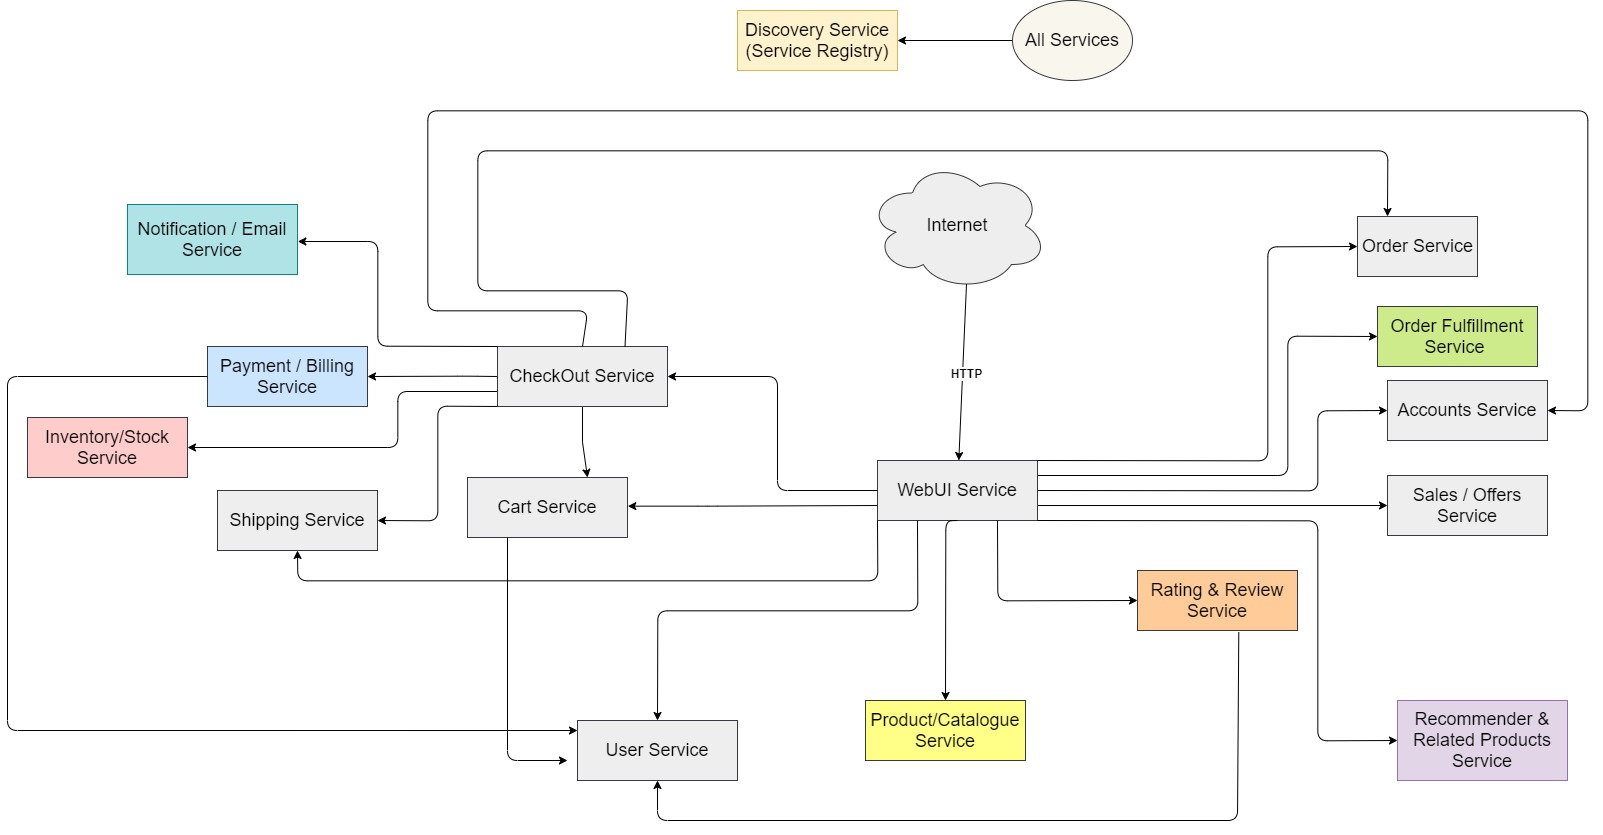 Discovery Service
(Service Registry)
All Services
Internet
Notification / Email
Service
Order Service
Order Fulfillment
Service
Payment / Billing
Service
CheckOut Service
HTTP
Accounts Service
Inventory/Stock
Service
WebUI Service
Sales / Offers
Service
Shipping Service
Cart Service
Rating & Review
Service
User Service
Product/Catalogue
Service
Recommender &
Related Products
Service